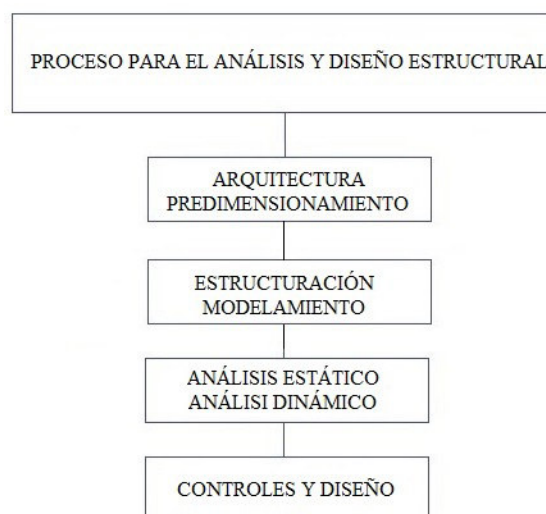 PROCESO PARA EL ANÁLISIS Y DISEÑO ESTRUCTURAL
ARQUITECTURA
PREDIMENSIONAMIENTO
ESTRUCTURACIÓN
MODELAMIENTO
ANÁLISIS ESTÁTICO
ANÁLISI DINÁMICO
CONTROLES Y DISEÑO